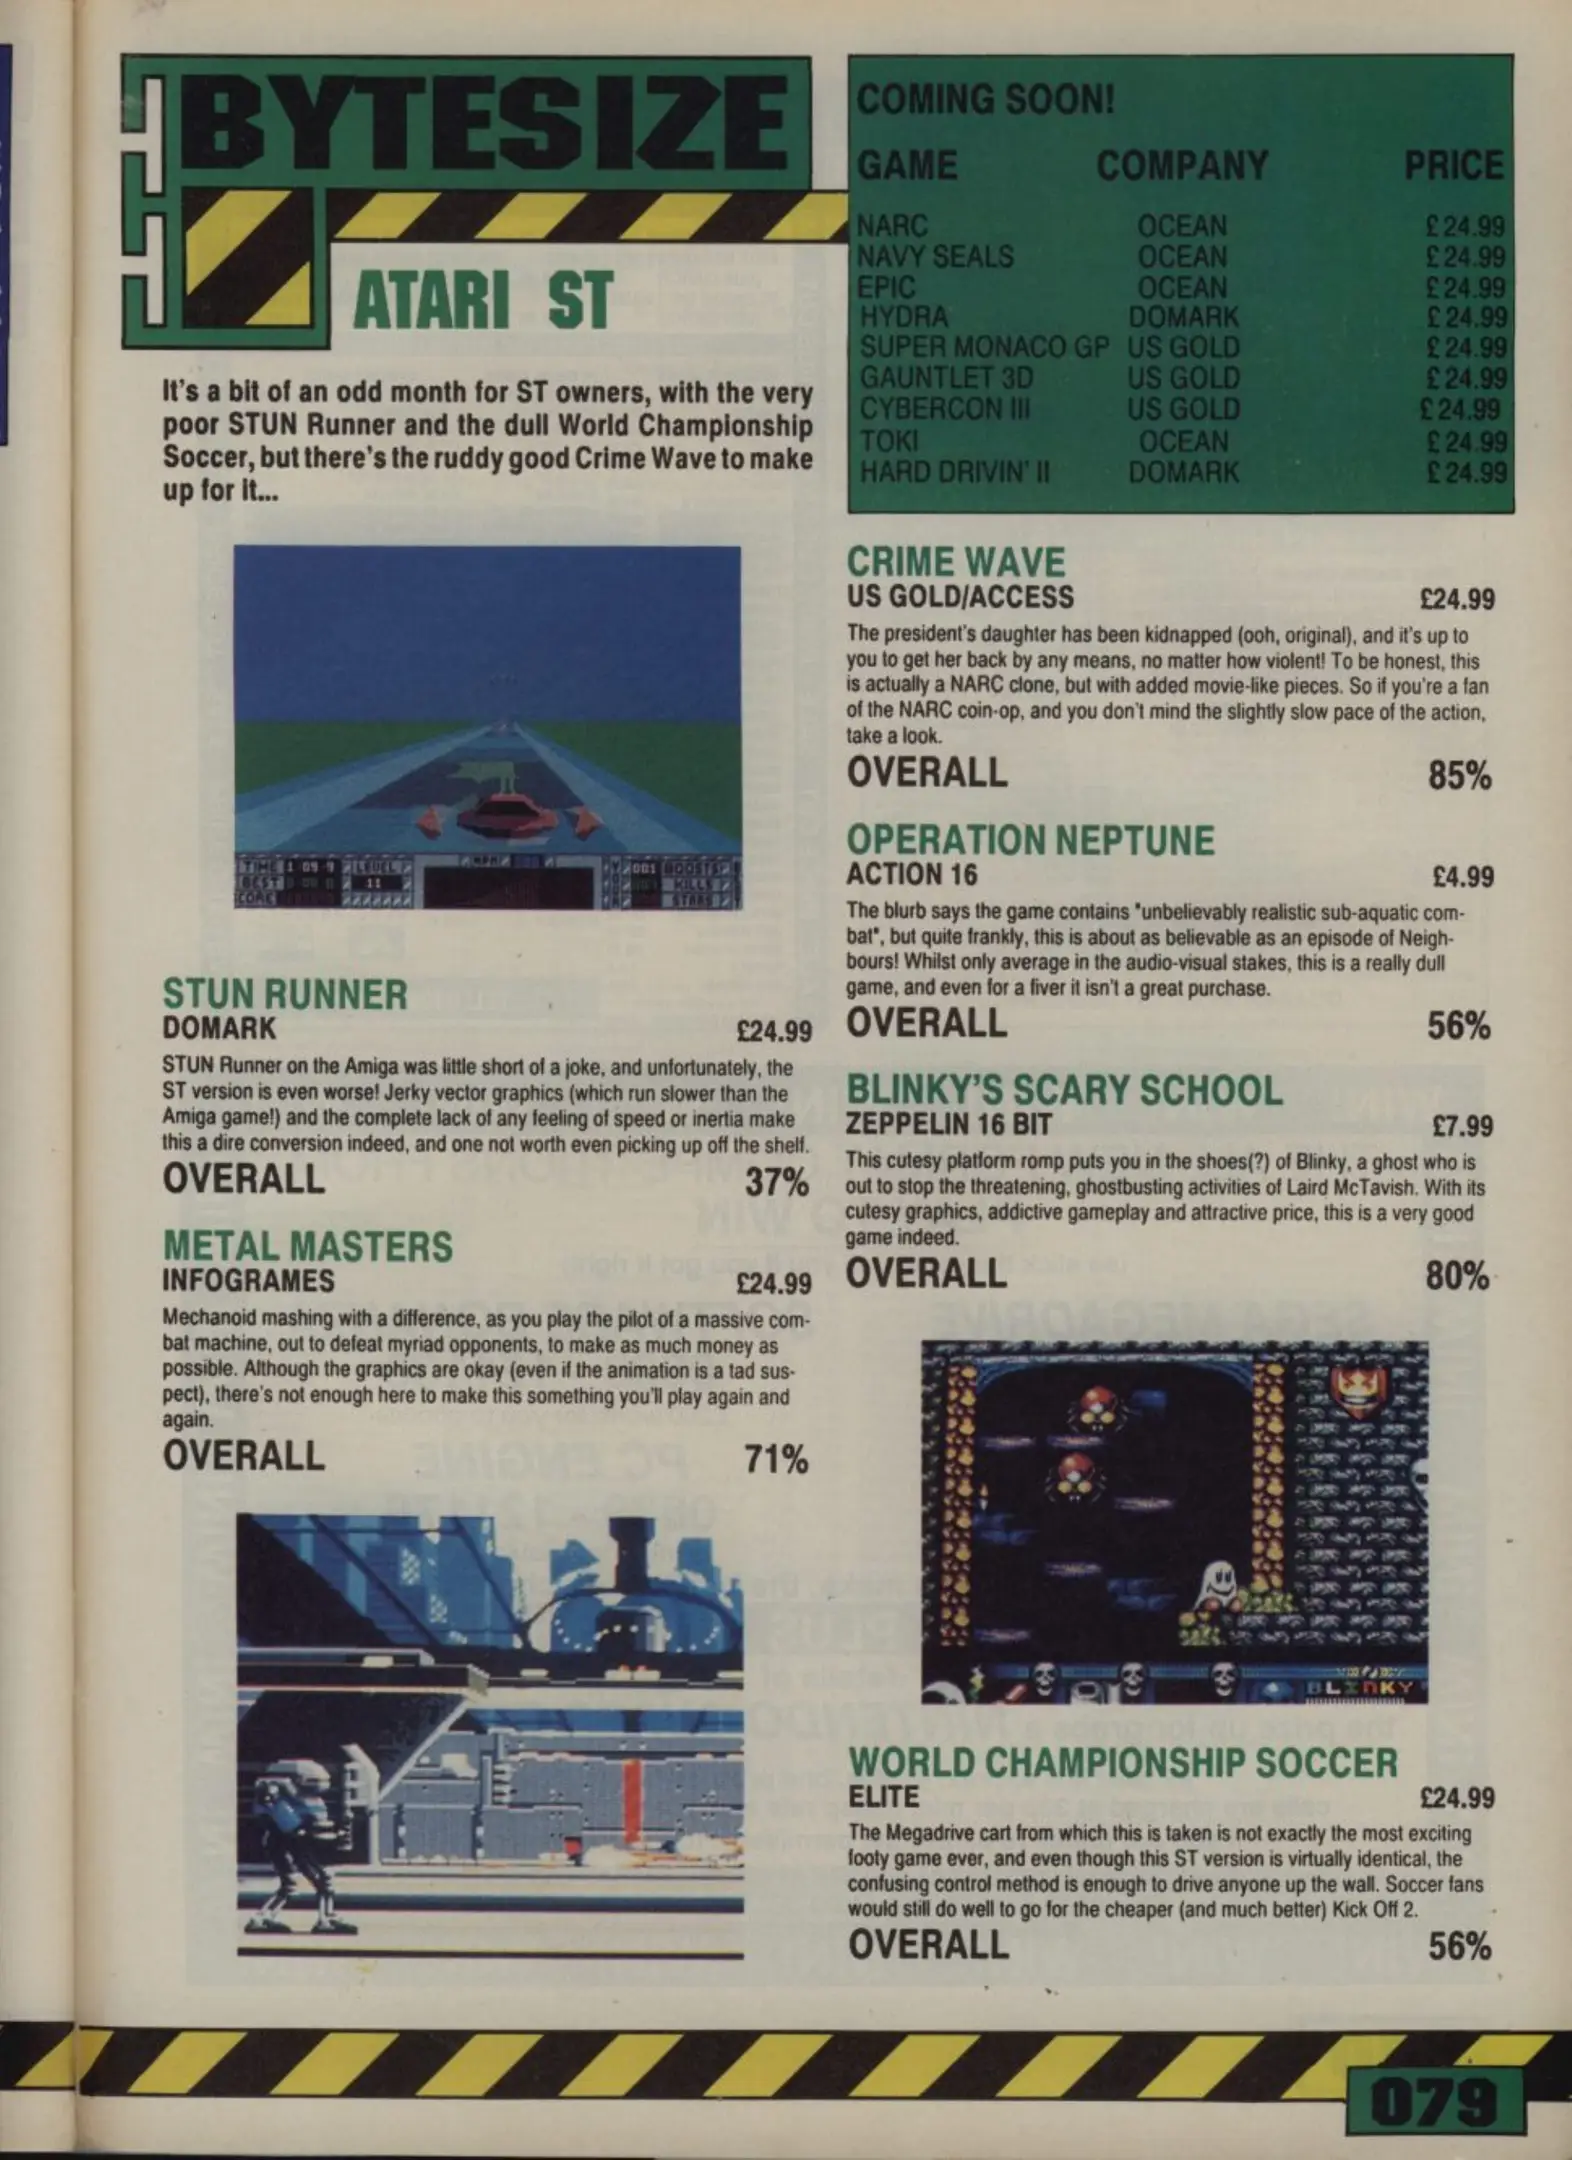 BYTESIZE
ATARI ST
It's a bit of an odd month for ST owners, with the very
poor STUN Runner and the dull World Championship
Soccer, but there's the ruddy good Crime Wave to make
up for it...
TIME 1 09 9 LEVEL
BEST 11
BOOSTS
KILLS
STARS
STUN RUNNER
DOMARK £24.99
STUN Runner on the Amiga was little short of a joke, and unfortunately, the
ST version is even worse! Jerky vector graphics (which run slower than the
Amiga game!) and the complete lack of any feeling of speed or inertia make
this a dire conversion indeed, and one not worth even picking up off the shelf.
OVERALL 37%
METAL MASTERS
INFOGRAMES £24.99
Mechanoid mashing with a difference, as you play the pilot of a massive com-
bat machine, out to defeat myriad opponents, to make as much money as
possible. Although the graphics are okay (even if the animation is a tad sus-
pect), there's not enough here to make this something you'll play again and
again.
OVERALL 71%
COMING SOON!
GAME COMPANY PRICE
NARC OCEAN £24.99
NAVY SEALS OCEAN £24.99
EPIC OCEAN £24.99
HYDRA DOMARK £24.99
SUPER MONACO GP US GOLD £24.99
GAUNTLET 3D US GOLD £24.99
CYBERCON III US GOLD £24.99
TOKI OCEAN £24.99
HARD DRIVIN' II DOMARK £24.99
CRIME WAVE
US GOLD/ACCESS £24.99
The president's daughter has been kidnapped (ooh, original), and it's up to
you to get her back by any means, no matter how violent! To be honest, this
is actually a NARC clone, but with added movie-like pieces. So if you're a fan
of the NARC coin-op, and you don't mind the slightly slow pace of the action,
take a look.
OVERALL 85%
OPERATION NEPTUNE
ACTION 16 £4.99
The blurb says the game contains "unbelievably realistic sub-aquatic com-
bat", but quite frankly, this is about as believable as an episode of Neigh-
bours! Whilst only average in the audio-visual stakes, this is a really dull
game, and even for a fiver it isn't a great purchase.
OVERALL 56%
BLINKY'S SCARY SCHOOL
ZEPPELIN 16 BIT £7.99
This cutesy platform romp puts you in the shoes(?) of Blinky, a ghost who is
out to stop the threatening, ghostbusting activities of Laird McTavish. With its
cutesy graphics, addictive gameplay and attractive price, this is a very good
game indeed.
OVERALL 80%
BLINKY
WORLD CHAMPIONSHIP SOCCER
ELITE £24.99
The Megadrive cart from which this is taken is not exactly the most exciting
footy game ever, and even though this ST version is virtually identical, the
confusing control method is enough to drive anyone up the wall. Soccer fans
would still do well to go for the cheaper (and much better) Kick Off 2.
OVERALL 56%
079